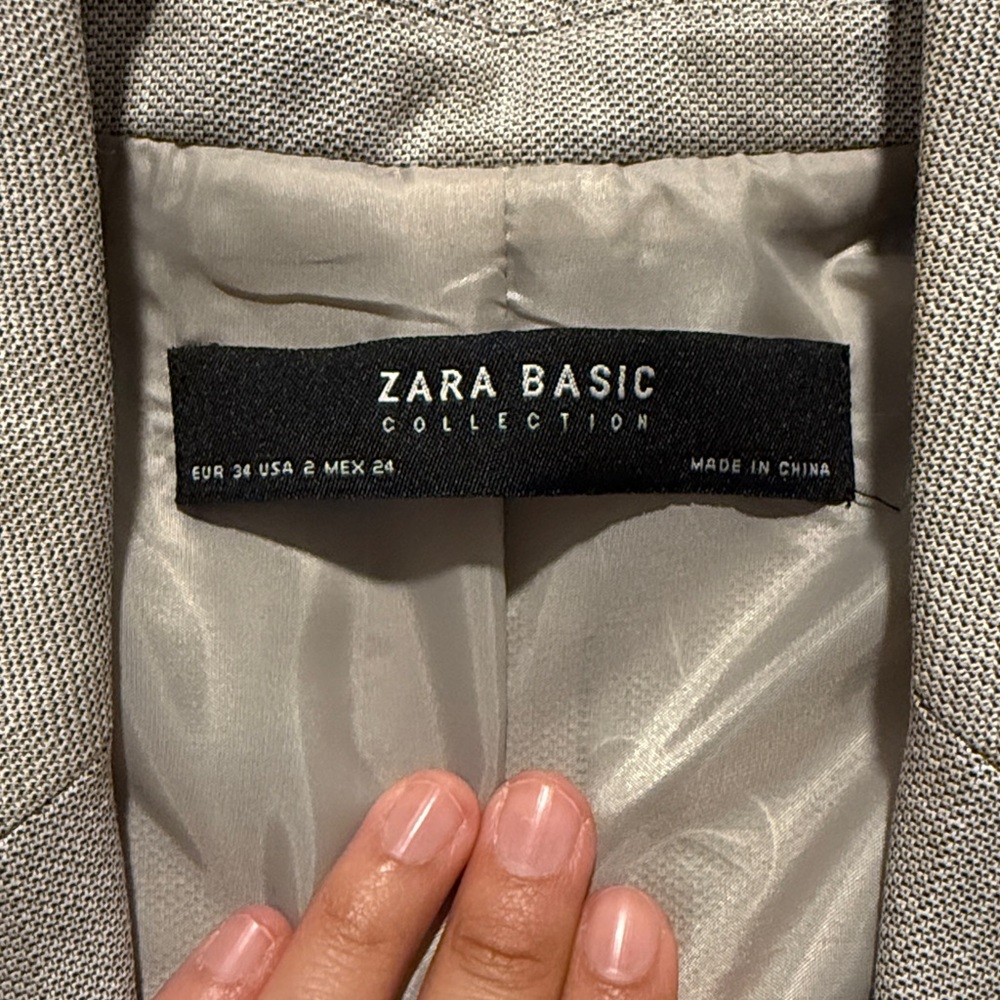 ZARA BASIC
COLLECTION
EUR 34 USA 2 MEX 24
MADE IN CHINA